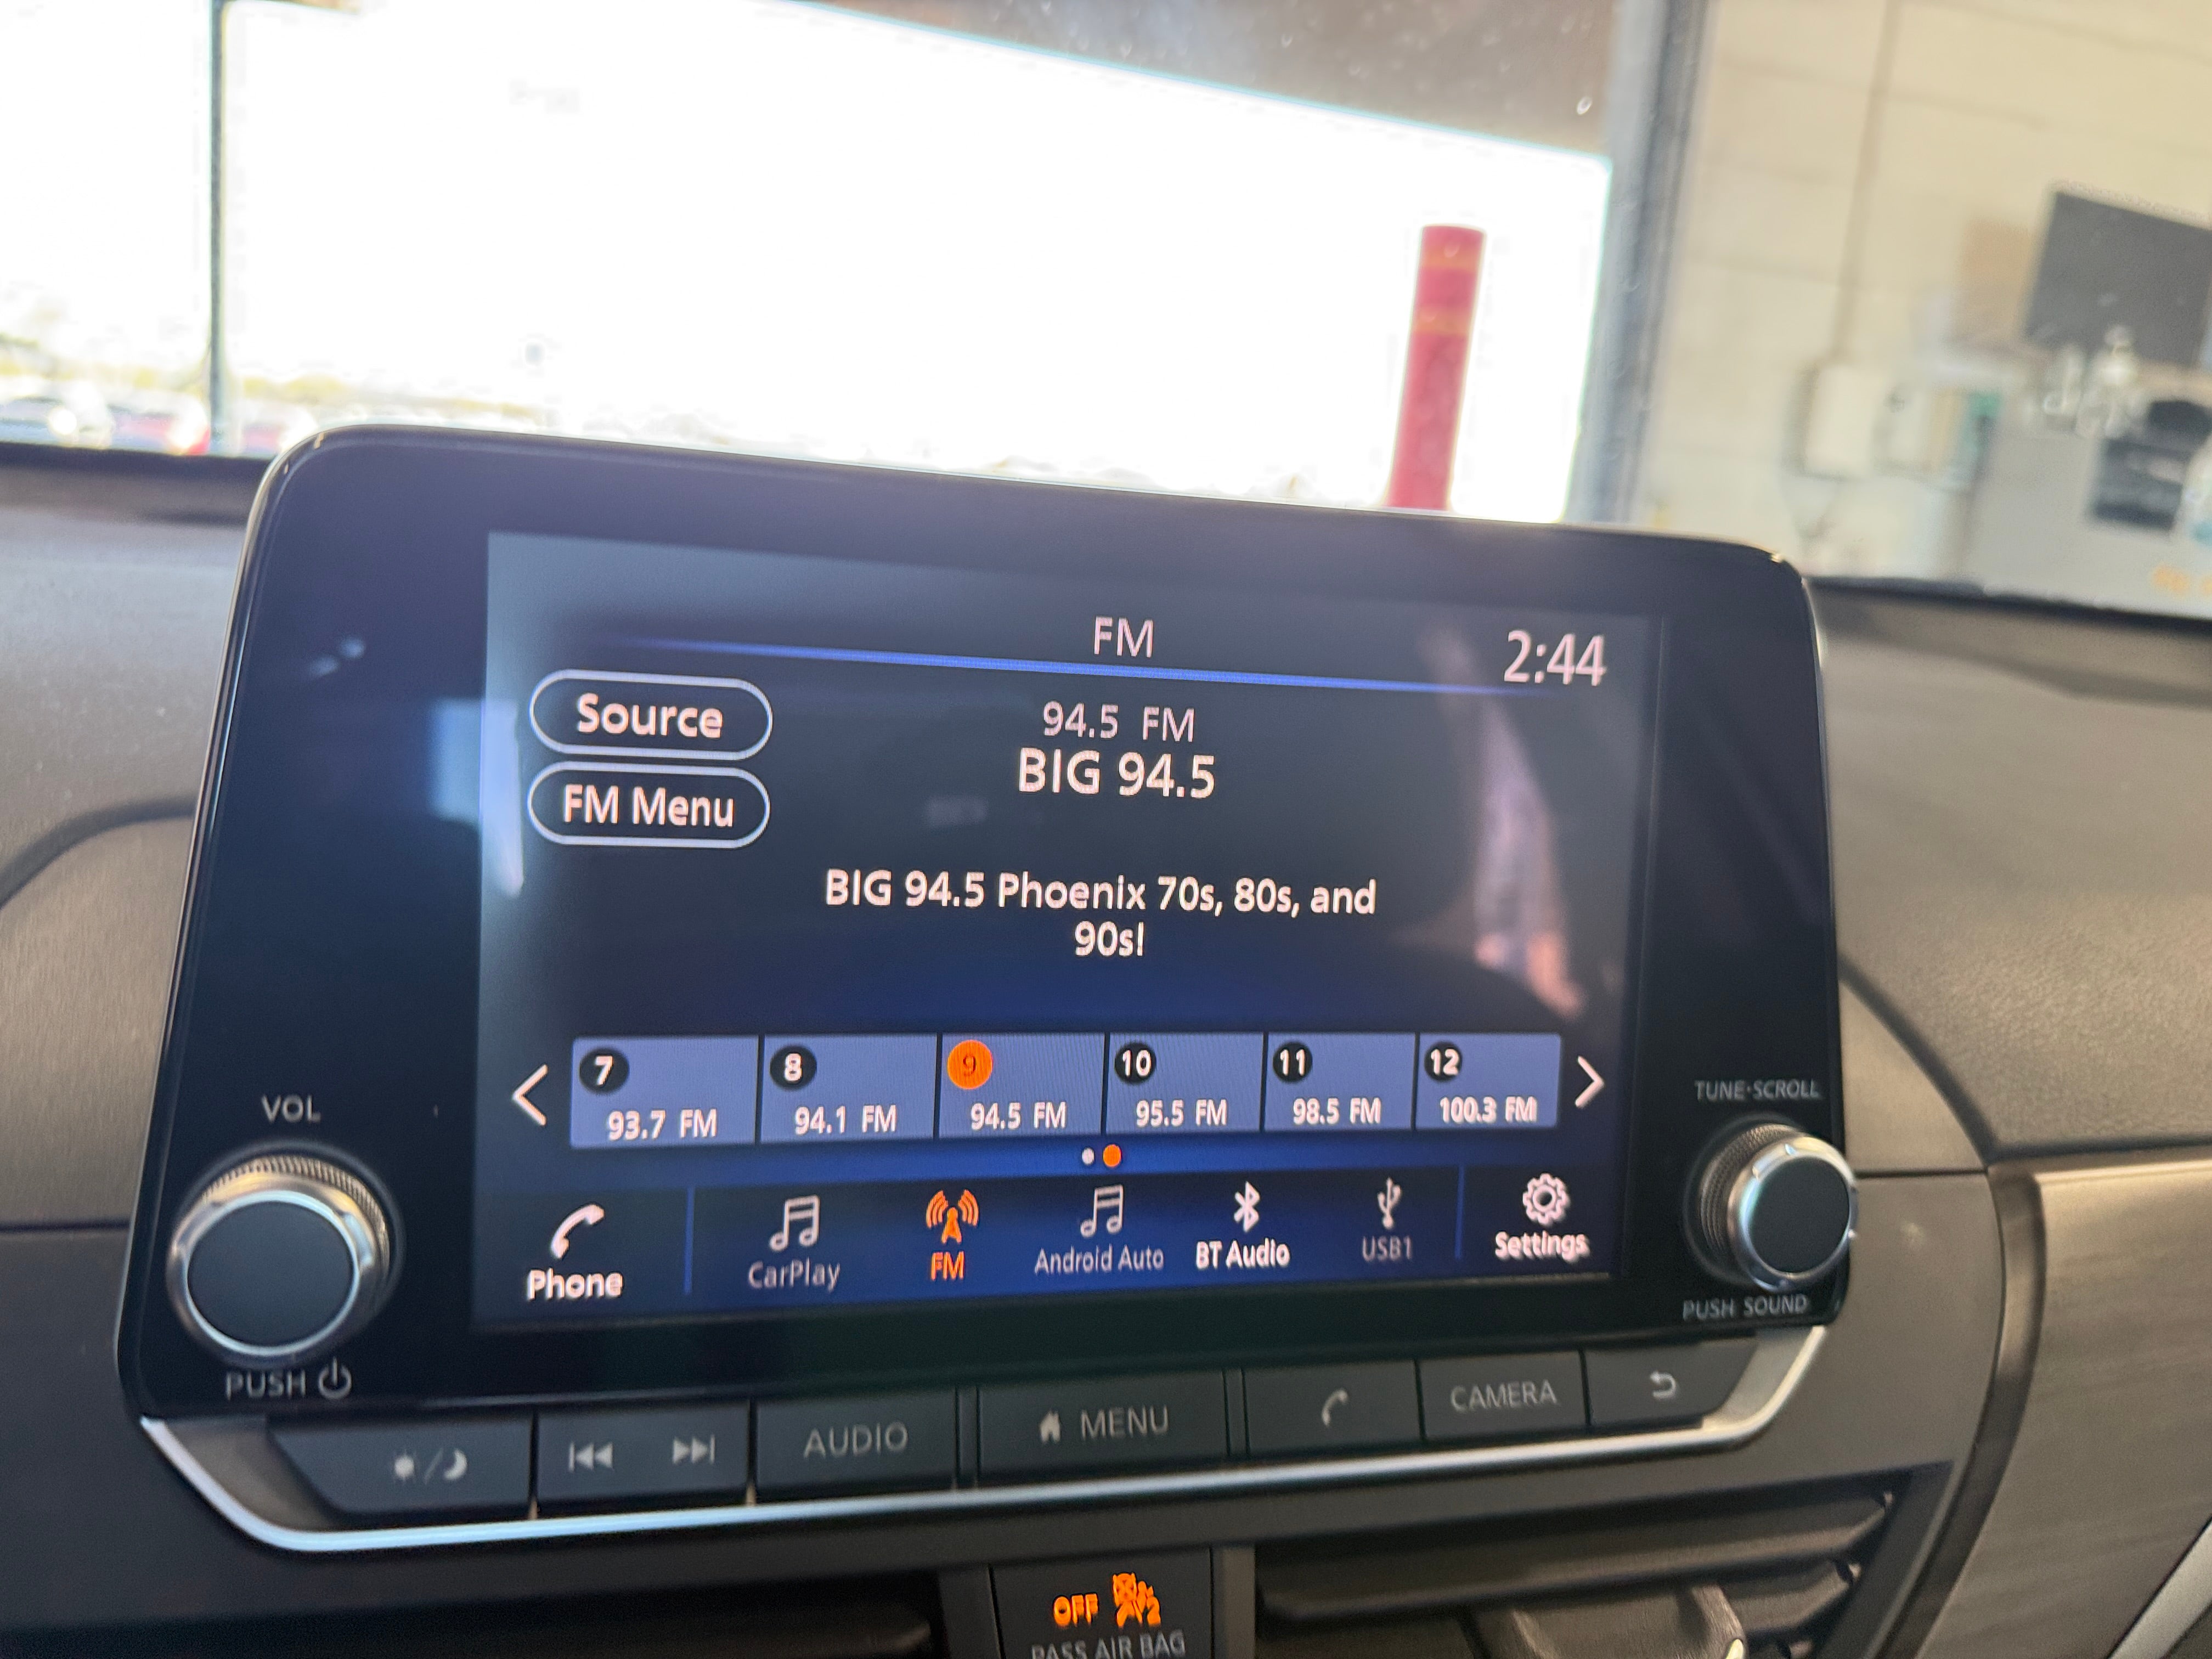 FM
2:44
Source
94.5 FM
BIG 94.5
FM Menu
BIG 94.5 Phoenix 70s, 80s, and
90s!
7
8
9
10
11
12
93.7 FM
94.1 FM
94.5 FM
95.5 FM
98.5 FM
100.3 FM
Phone
CarPlay
FM
Android Auto
BT Audio
USB1
Settings
VOL
PUSH
TUNE·SCROLL
PUSH SOUND
AUDIO
MENU
CAMERA
OFF
2
PASS AIR BAG